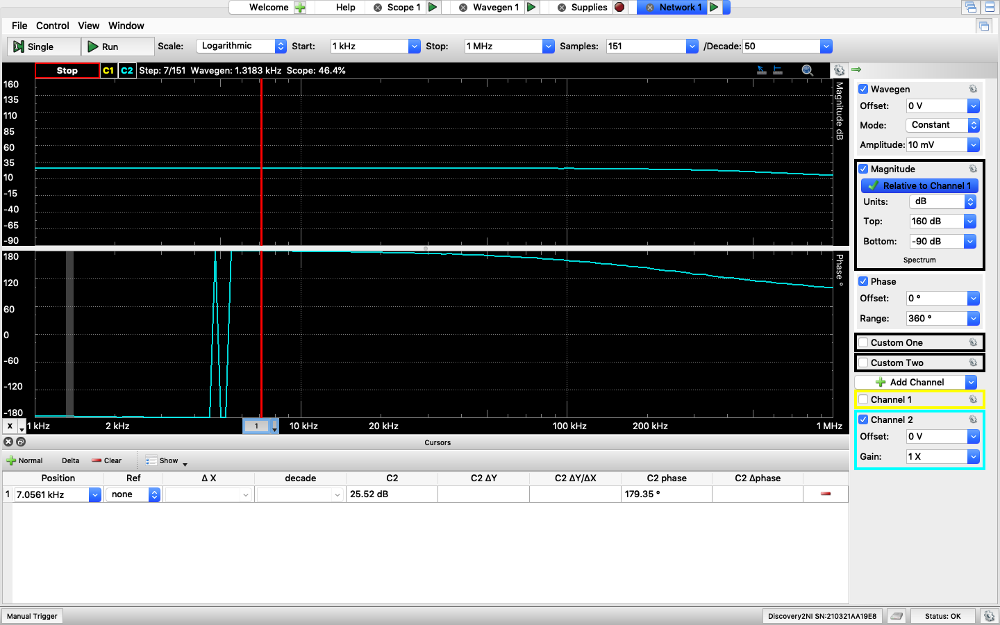 Welcome Help Scope 1 Wavegen 1 Supplies Network 1
File Control View Window
Single Run Scale: Logarithmic Start: 1 kHz Stop: 1 MHz Samples: 151 /Decade: 50
Stop C1 C2 Step: 7/151 Wavegen: 1.3183 kHz Scope: 46.4%
160
135
110
85
60
35
10
-15
-40
-65
-90
Magnitude dB
180
120
60
0
-60
-120
-180
Phase °
X 1 kHz 2 kHz 1 10 kHz 20 kHz 100 kHz 200 kHz 1 MHz
Wavegen
Offset: 0 V
Mode: Constant
Amplitude: 10 mV
Magnitude
Relative to Channel 1
Units: dB
Top: 160 dB
Bottom: -90 dB
Spectrum
Phase
Offset: 0 °
Range: 360 °
Custom One
Custom Two
Add Channel
Channel 1
Channel 2
Offset: 0 V
Gain: 1 X
Cursors
Normal Delta Clear Show
Position Ref Δ X decade C2 C2 ΔY C2 ΔY/ΔX C2 phase C2 Δphase
1 7.0561 kHz none 25.52 dB 179.35 °
Manual Trigger Discovery2NI SN:210321AA19E8 Status: OK